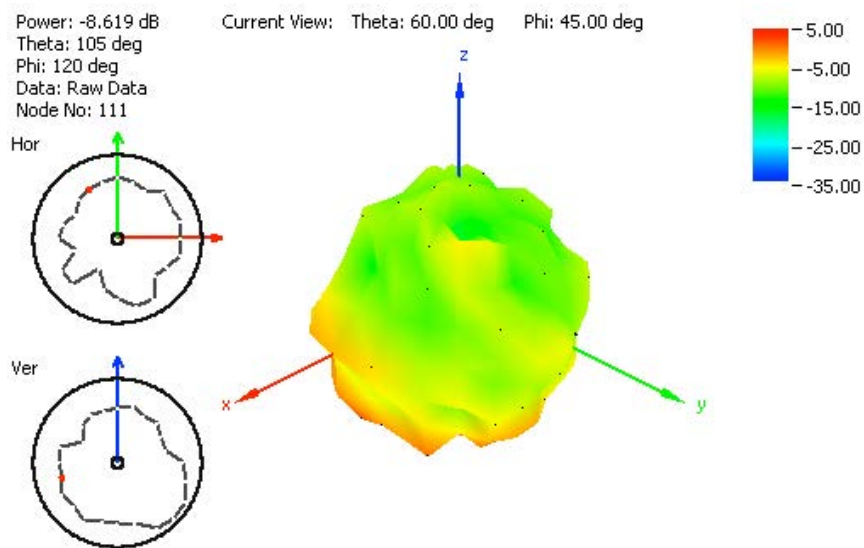 Power: -8.619 dB
Theta: 105 deg
Phi: 120 deg
Data: Raw Data
Node No: 111
Current View: Theta: 60.00 deg Phi: 45.00 deg
5.00
-5.00
-15.00
-25.00
-35.00
Hor
Ver
z
x
y